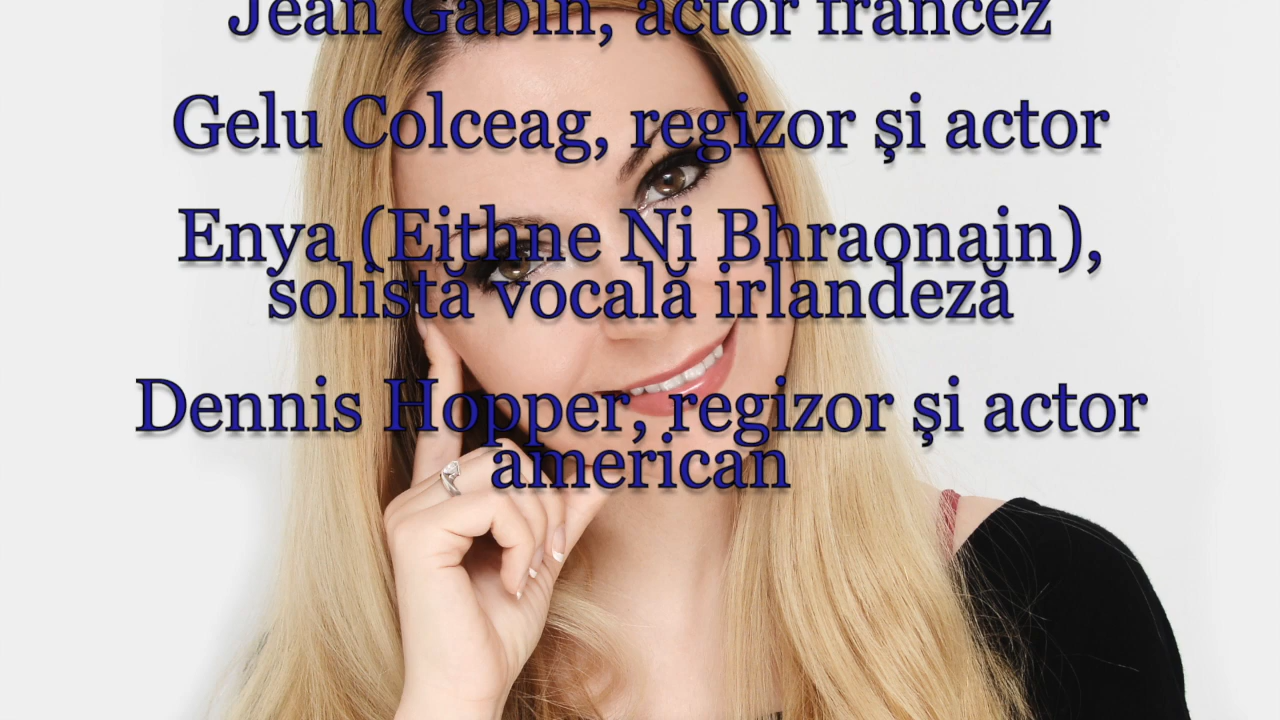 Jean Gabin, actor francez
Gelu Colceag, regizor şi actor
Enya (Eithne Ni Bhraonain),
solistă vocală irlandeză
Dennis Hopper, regizor şi actor
american